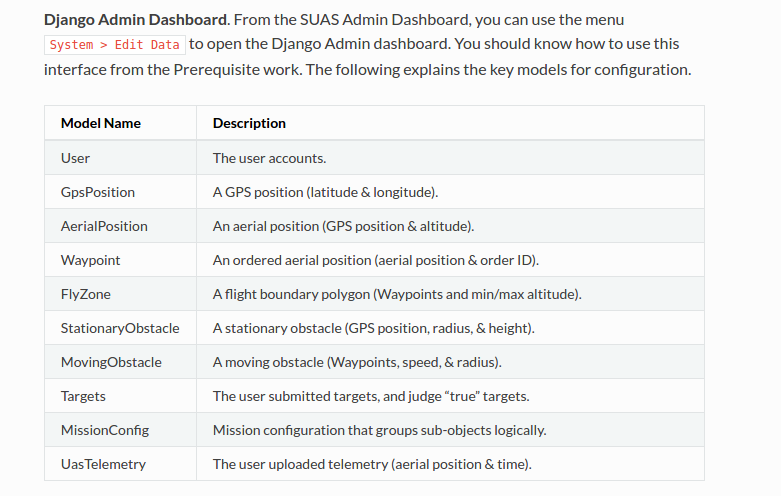 Django Admin Dashboard. From the SUAS Admin Dashboard, you can use the menu
System > Edit Data to open the Django Admin dashboard. You should know how to use this
interface from the Prerequisite work. The following explains the key models for configuration.
Model Name Description
User The user accounts.
GpsPosition A GPS position (latitude & longitude).
AerialPosition An aerial position (GPS position & altitude).
Waypoint An ordered aerial position (aerial position & order ID).
FlyZone A flight boundary polygon (Waypoints and min/max altitude).
StationaryObstacle A stationary obstacle (GPS position, radius, & height).
MovingObstacle A moving obstacle (Waypoints, speed, & radius).
Targets The user submitted targets, and judge “true” targets.
MissionConfig Mission configuration that groups sub-objects logically.
UasTelemetry The user uploaded telemetry (aerial position & time).